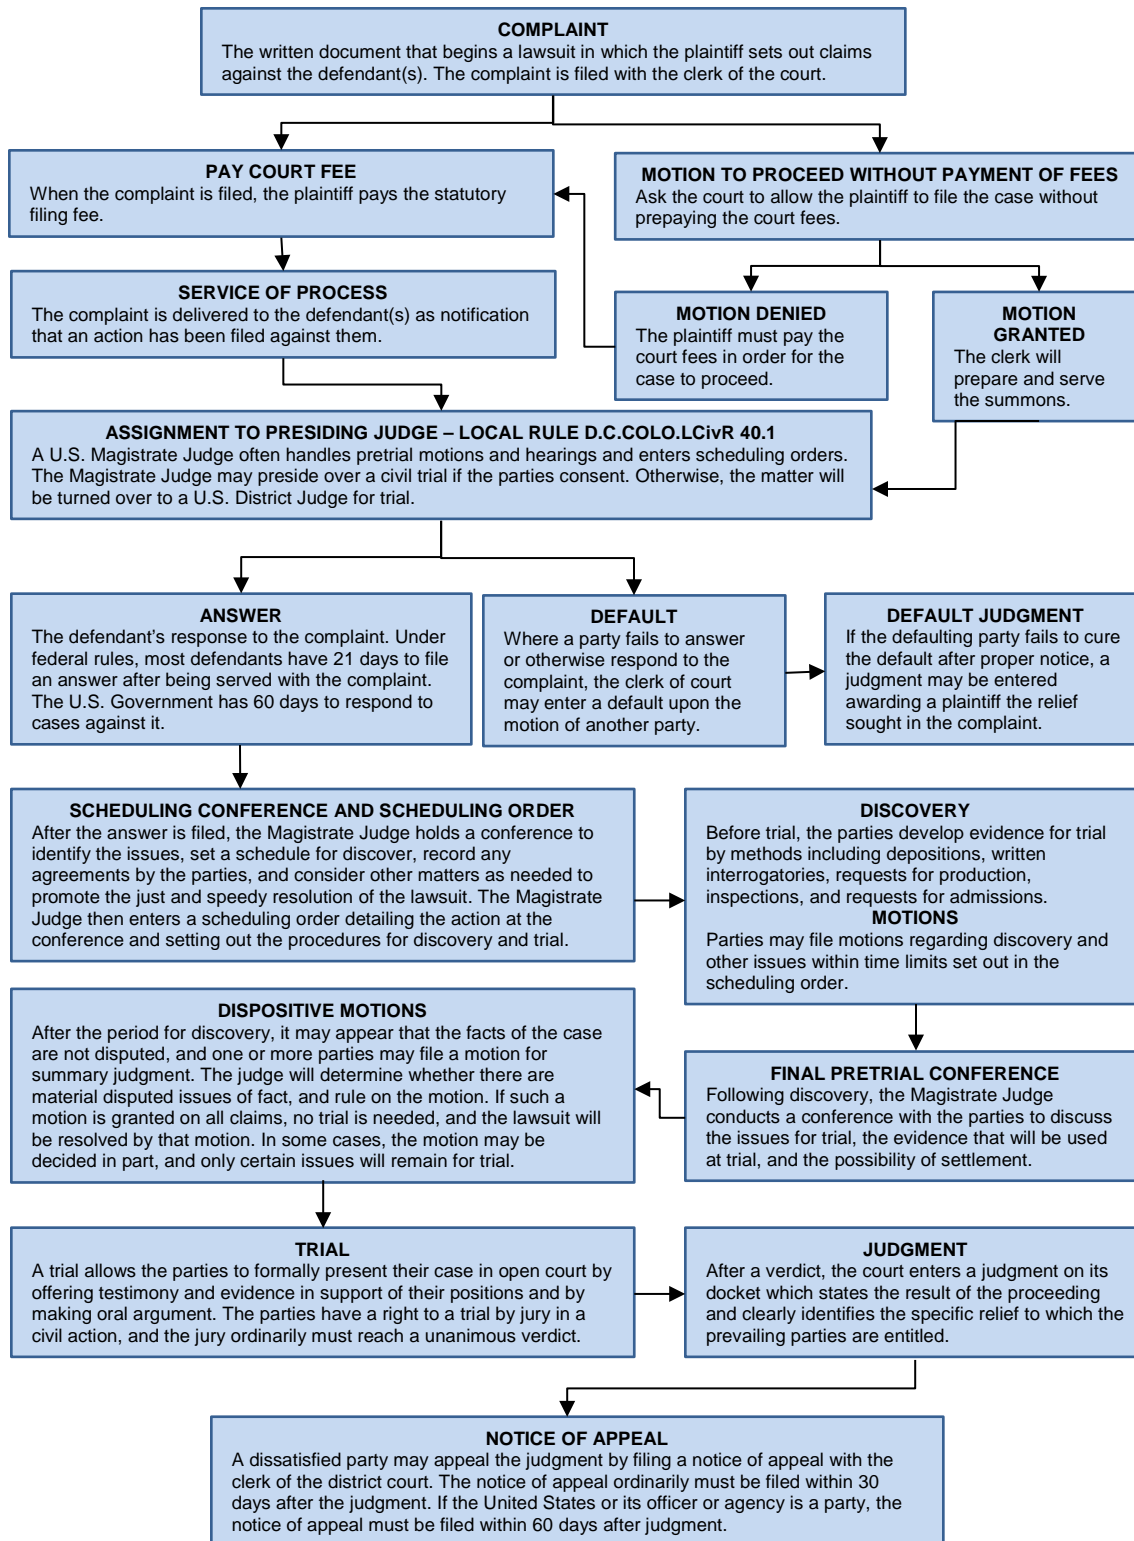 COMPLAINT
The written document that begins a lawsuit in which the plaintiff sets out claims
against the defendant(s). The complaint is filed with the clerk of the court.
PAY COURT FEE
When the complaint is filed, the plaintiff pays the statutory
filing fee.
MOTION TO PROCEED WITHOUT PAYMENT OF FEES
Ask the court to allow the plaintiff to file the case without
prepaying the court fees.
SERVICE OF PROCESS
The complaint is delivered to the defendant(s) as notification
that an action has been filed against them.
MOTION DENIED
The plaintiff must pay the
court fees in order for the
case to proceed.
MOTION
GRANTED
The clerk will
prepare and serve
the summons.
ASSIGNMENT TO PRESIDING JUDGE – LOCAL RULE D.C.COLO.LCivR 40.1
A U.S. Magistrate Judge often handles pretrial motions and hearings and enters scheduling orders.
The Magistrate Judge may preside over a civil trial if the parties consent. Otherwise, the matter will
be turned over to a U.S. District Judge for trial.
ANSWER
The defendant's response to the complaint. Under
federal rules, most defendants have 21 days to file
an answer after being served with the complaint.
The U.S. Government has 60 days to respond to
cases against it.
DEFAULT
Where a party fails to answer
or otherwise respond to the
complaint, the clerk of court
may enter a default upon the
motion of another party.
DEFAULT JUDGMENT
If the defaulting party fails to cure
the default after proper notice, a
judgment may be entered
awarding a plaintiff the relief
sought in the complaint.
SCHEDULING CONFERENCE AND SCHEDULING ORDER
After the answer is filed, the Magistrate Judge holds a conference to
identify the issues, set a schedule for discover, record any
agreements by the parties, and consider other matters as needed to
promote the just and speedy resolution of the lawsuit. The Magistrate
Judge then enters a scheduling order detailing the action at the
conference and setting out the procedures for discovery and trial.
DISCOVERY
Before trial, the parties develop evidence for trial
by methods including depositions, written
interrogatories, requests for production,
inspections, and requests for admissions.
MOTIONS
Parties may file motions regarding discovery and
other issues within time limits set out in the
scheduling order.
DISPOSITIVE MOTIONS
After the period for discovery, it may appear that the facts of the case
are not disputed, and one or more parties may file a motion for
summary judgment. The judge will determine whether there are
material disputed issues of fact, and rule on the motion. If such a
motion is granted on all claims, no trial is needed, and the lawsuit will
be resolved by that motion. In some cases, the motion may be
decided in part, and only certain issues will remain for trial.
FINAL PRETRIAL CONFERENCE
Following discovery, the Magistrate Judge
conducts a conference with the parties to discuss
the issues for trial, the evidence that will be used
at trial, and the possibility of settlement.
TRIAL
A trial allows the parties to formally present their case in open court by
offering testimony and evidence in support of their positions and by
making oral argument. The parties have a right to a trial by jury in a
civil action, and the jury ordinarily must reach a unanimous verdict.
JUDGMENT
After a verdict, the court enters a judgment on its
docket which states the result of the proceeding
and clearly identifies the specific relief to which the
prevailing parties are entitled.
NOTICE OF APPEAL
A dissatisfied party may appeal the judgment by filing a notice of appeal with the
clerk of the district court. The notice of appeal ordinarily must be filed within 30
days after the judgment. If the United States or its officer or agency is a party, the
notice of appeal must be filed within 60 days after judgment.